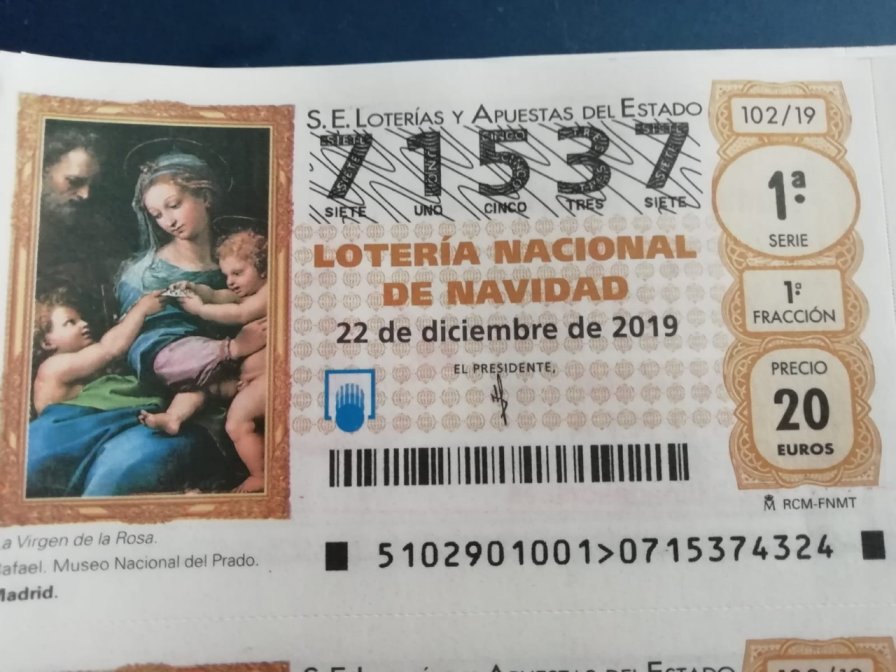 S.E. LOTERÍAS Y APUESTAS DEL ESTADO
71537
SIETE UNO CINCO TRES SIETE
LOTERÍA NACIONAL
DE NAVIDAD
22 de diciembre de 2019
EL PRESIDENTE,
102/19
1ª
SERIE
1ª
FRACCIÓN
PRECIO
20
EUROS
RCM-FNMT
5102901001>0715374324
a Virgen de la Rosa.
afael. Museo Nacional del Prado.
Madrid.